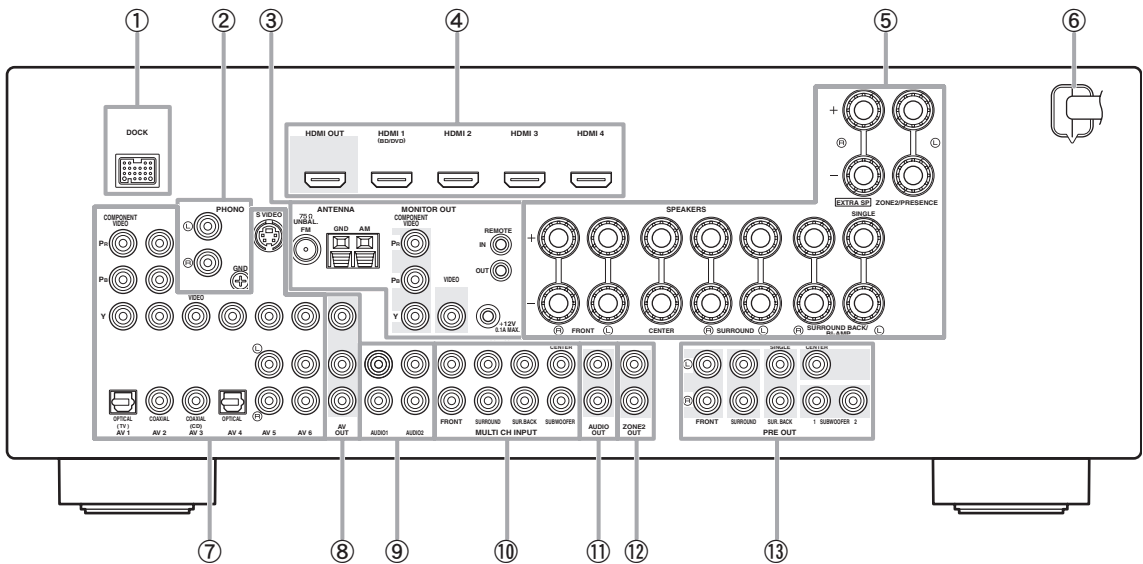 ① ② ③ ④ ⑤ ⑥
DOCK
HDMI OUT HDMI 1 HDMI 2 HDMI 3 HDMI 4
(BD/DVD)
+
Ⓡ Ⓛ
–
EXTRA SP ZONE2/PRESENCE
COMPONENT
VIDEO
PR
PB
Y
PHONO
Ⓛ
Ⓡ
GND
VIDEO
S VIDEO
ANTENNA
75Ω
UNBAL.
FM
GND AM
MONITOR OUT
COMPONENT
VIDEO
PR
PB
Y
VIDEO
REMOTE
IN
OUT
+12V
0.1A MAX.
SPEAKERS
SINGLE
+
–
Ⓡ FRONT Ⓛ CENTER Ⓡ SURROUND Ⓛ Ⓡ SURROUND BACK/ Ⓛ
BI-AMP
Ⓛ
Ⓡ
OPTICAL COAXIAL COAXIAL OPTICAL
(TV) (CD)
AV 1 AV 2 AV 3 AV 4 AV 5 AV 6
AV
OUT
AUDIO1 AUDIO2
CENTER
FRONT SURROUND SUR.BACK SUBWOOFER
MULTI CH INPUT
AUDIO
OUT
ZONE2
OUT
SINGLE CENTER
Ⓛ
Ⓡ
FRONT SURROUND SUR.BACK 1 SUBWOOFER 2
PRE OUT
⑦ ⑧ ⑨ ⑩ ⑪ ⑫ ⑬